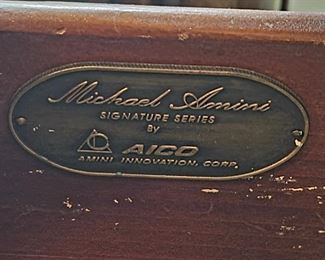 Michael Amini
SIGNATURE SERIES
BY
AICO
AMINI INNOVATION, CORP.